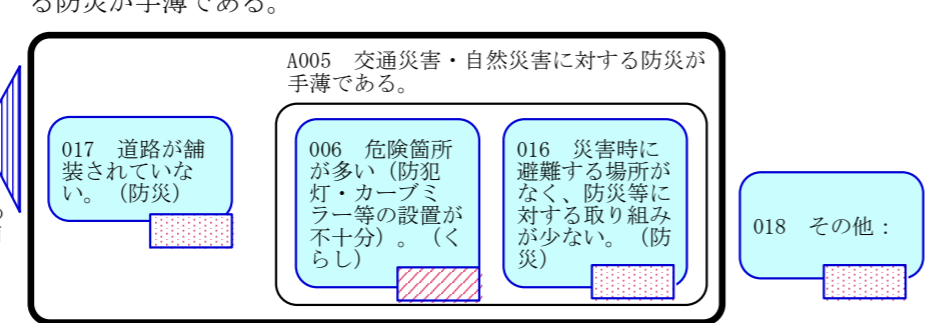 る防災が手薄である。
A005 交通災害・自然災害に対する防災が
手薄である。
017 道路が舗
装されていな
い。（防災）
006 危険箇所
が多い（防犯
灯・カーブミ
ラー等の設置が
不十分）。（く
らし）
016 災害時に
避難する場所が
なく、防災等に
対する取り組み
が少ない。（防
災）
018 その他：